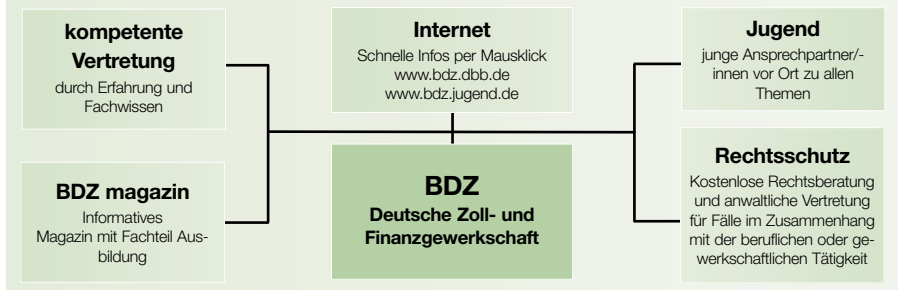 kompetente
Vertretung
durch Erfahrung und
Fachwissen
BDZ magazin
Informatives
Magazin mit Fachteil Aus-
bildung
Internet
Schnelle Infos per Mausklick
www.bdz.dbb.de
www.bdz.jugend.de
BDZ
Deutsche Zoll- und
Finanzgewerkschaft
Jugend
junge Ansprechpartner/-
innen vor Ort zu allen
Themen
Rechtsschutz
Kostenlose Rechtsberatung
und anwaltliche Vertretung
für Fälle im Zusammenhang
mit der beruflichen oder ge-
werkschaftlichen Tätigkeit